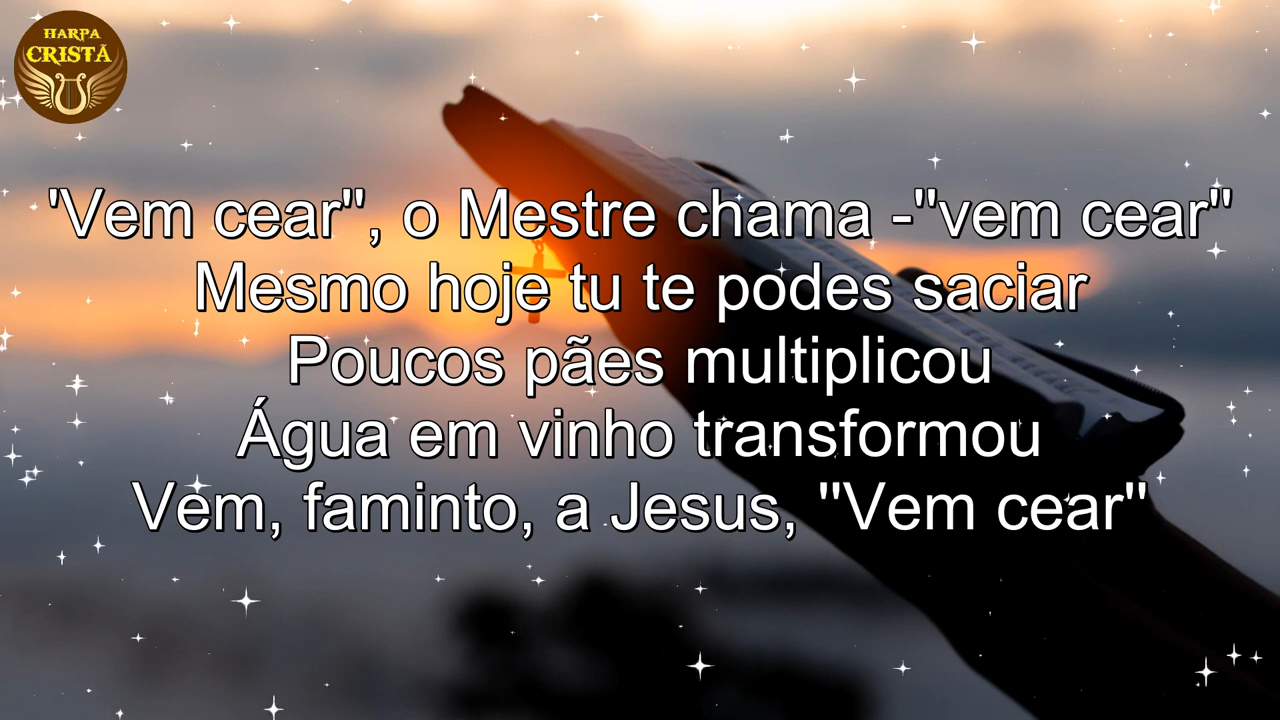 HARPA
CRISTÃ
'Vem cear", o Mestre chama -"vem cear"
Mesmo hoje tu te podes saciar
Poucos pães multiplicou
Água em vinho transformou
Vem, faminto, a Jesus, "Vem cear"